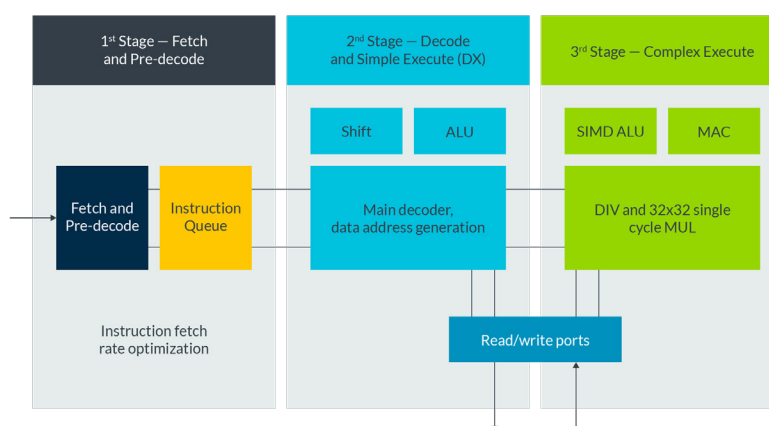 1st Stage — Fetch
and Pre-decode
2nd Stage — Decode
and Simple Execute (DX)
3rd Stage — Complex Execute
Shift
ALU
SIMD ALU
MAC
Fetch and
Pre-decode
Instruction
Queue
Main decoder,
data address generation
DIV and 32x32 single
cycle MUL
Instruction fetch
rate optimization
Read/write ports